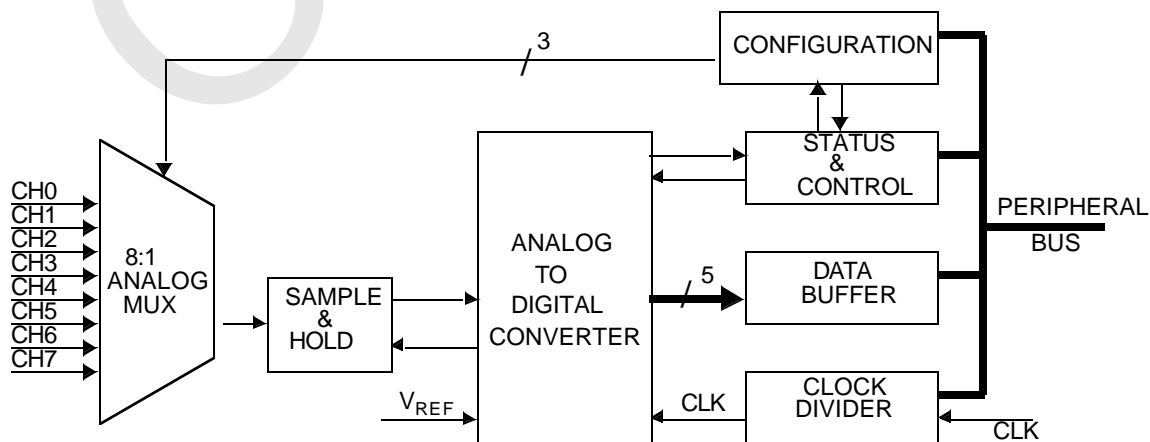 3
CONFIGURATION
STATUS
&
CONTROL
CH0
CH1
CH2
CH3
CH4
CH5
CH6
CH7
8:1
ANALOG
MUX
SAMPLE
&
HOLD
ANALOG
TO
DIGITAL
CONVERTER
5
DATA
BUFFER
PERIPHERAL
BUS
VREF
CLK
CLOCK
DIVIDER
CLK